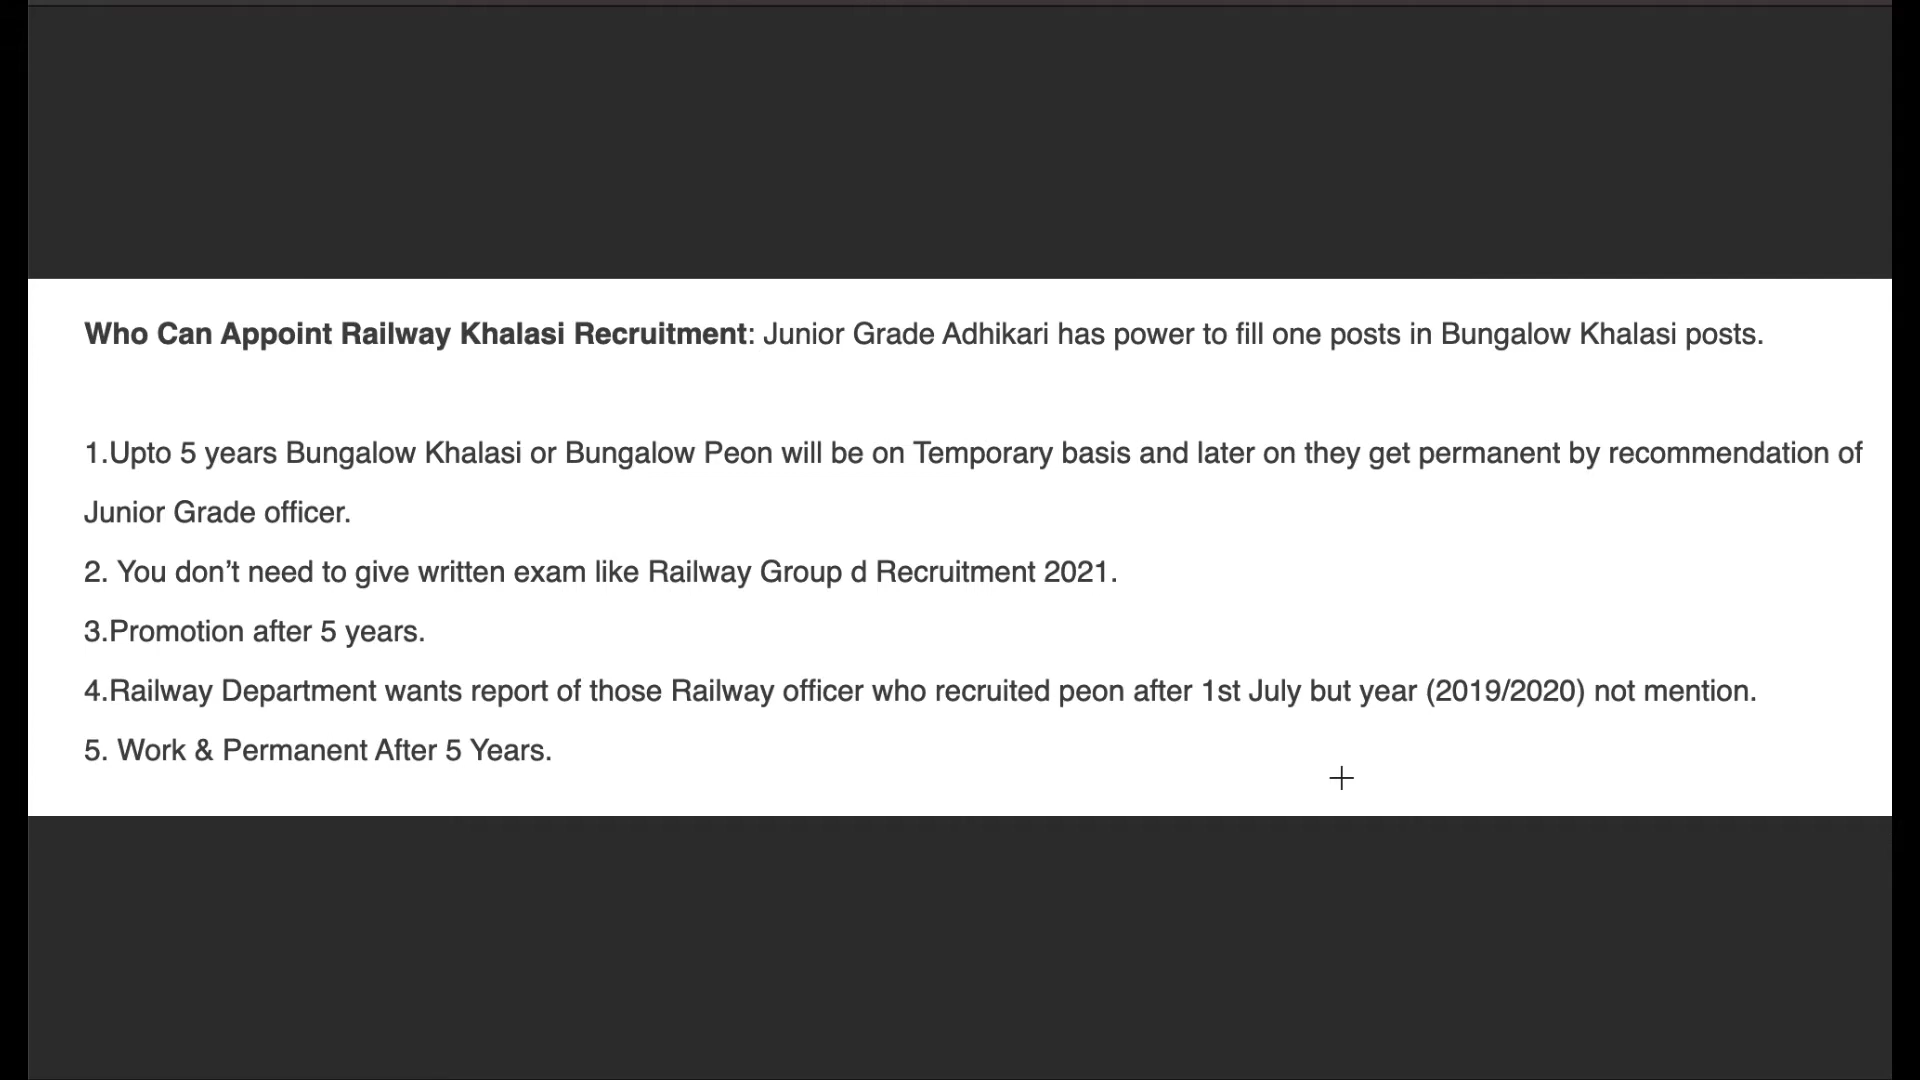 Who Can Appoint Railway Khalasi Recruitment: Junior Grade Adhikari has power to fill one posts in Bungalow Khalasi posts.
1.Upto 5 years Bungalow Khalasi or Bungalow Peon will be on Temporary basis and later on they get permanent by recommendation of
Junior Grade officer.
2. You don’t need to give written exam like Railway Group d Recruitment 2021.
3.Promotion after 5 years.
4.Railway Department wants report of those Railway officer who recruited peon after 1st July but year (2019/2020) not mention.
5. Work & Permanent After 5 Years.